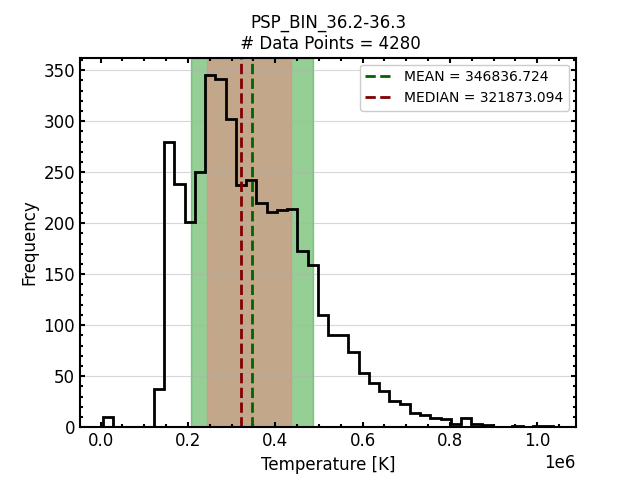 PSP_BIN_36.2-36.3
# Data Points = 4280
MEAN = 346836.724
MEDIAN = 321873.094
Frequency
350
300
250
200
150
100
50
0
0.0 0.2 0.4 0.6 0.8 1.0
1e6
Temperature [K]